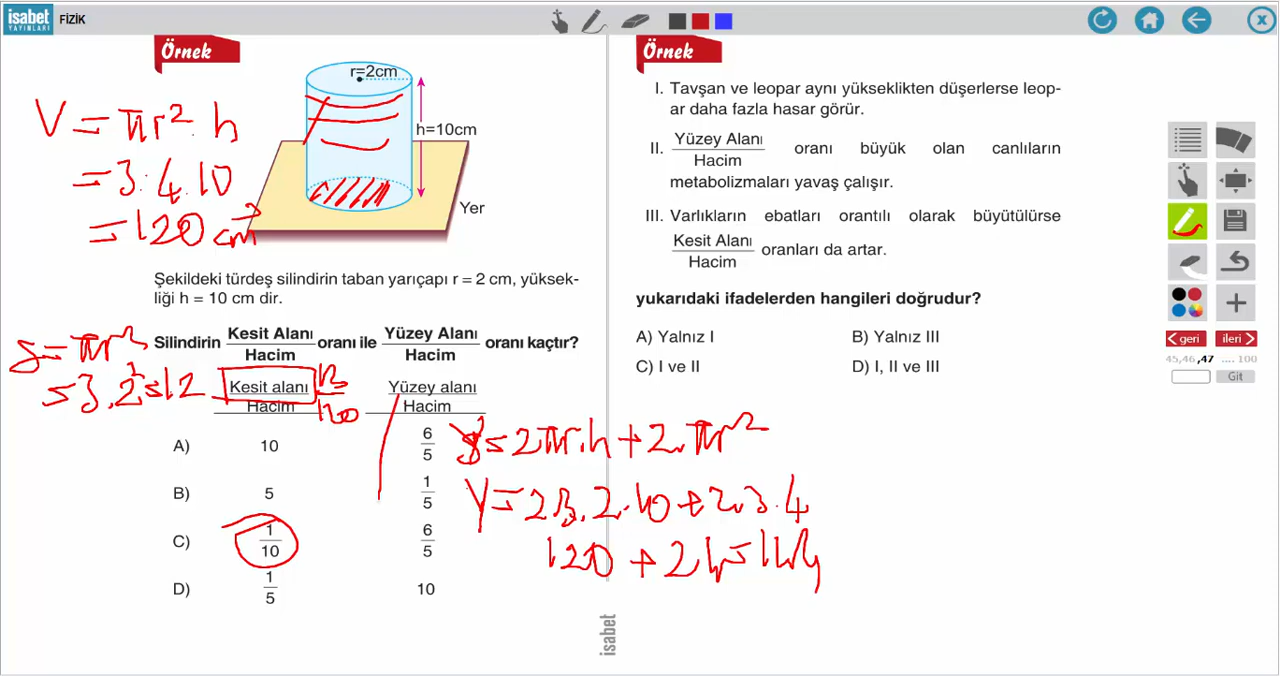 isabet
YAYINLARI
FİZİK
Örnek
r=2cm
h=10cm
Yer
V = πr² . h
= 3 . 4 . 10
= 120 cm³
Şekildeki türdeş silindirin taban yarıçapı r = 2 cm, yüksek-
liği h = 10 cm dir.
Silindirin Kesit Alanı / Hacim oranı ile Yüzey Alanı / Hacim oranı kaçtır?
S = πr²
= 3 . 2² = 12
Kesit alanı / Hacim
12 / 120
Yüzey alanı / Hacim
A) 10 6/5
B) 5 1/5
C) 1/10 6/5
D) 1/5 10
= 2πr.h + 2.πr²
Y = 2.3.2.10 + 2.3.4
120 + 24 = 144
Örnek
I. Tavşan ve leopar aynı yükseklikten düşerlerse leop-
ar daha fazla hasar görür.
II. Yüzey Alanı / Hacim oranı büyük olan canlıların
metabolizmaları yavaş çalışır.
III. Varlıkların ebatları orantılı olarak büyütülürse
Kesit Alanı / Hacim oranları da artar.
yukarıdaki ifadelerden hangileri doğrudur?
A) Yalnız I B) Yalnız III
C) I ve II D) I, II ve III
geri ileri
45,46,47 .... 100
Git
isabet